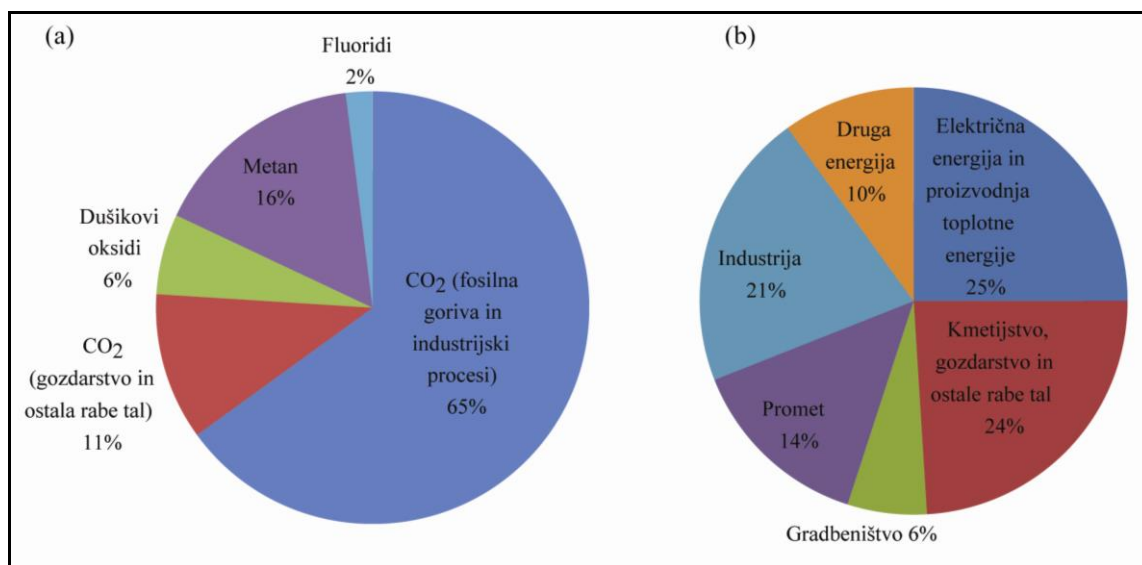 (a)
Fluoridi
2%
Metan
16%
Dušikovi
oksidi
6%
CO2 (fosilna
goriva in
industrijski
procesi)
65%
CO2
(gozdarstvo in
ostala rabe tal)
11%
(b)
Druga
energija
10%
Električna
energija in
proizvodnja
toplotne
energije
25%
Industrija
21%
Kmetijstvo,
gozdarstvo in
ostale rabe tal
24%
Promet
14%
Gradbeništvo 6%